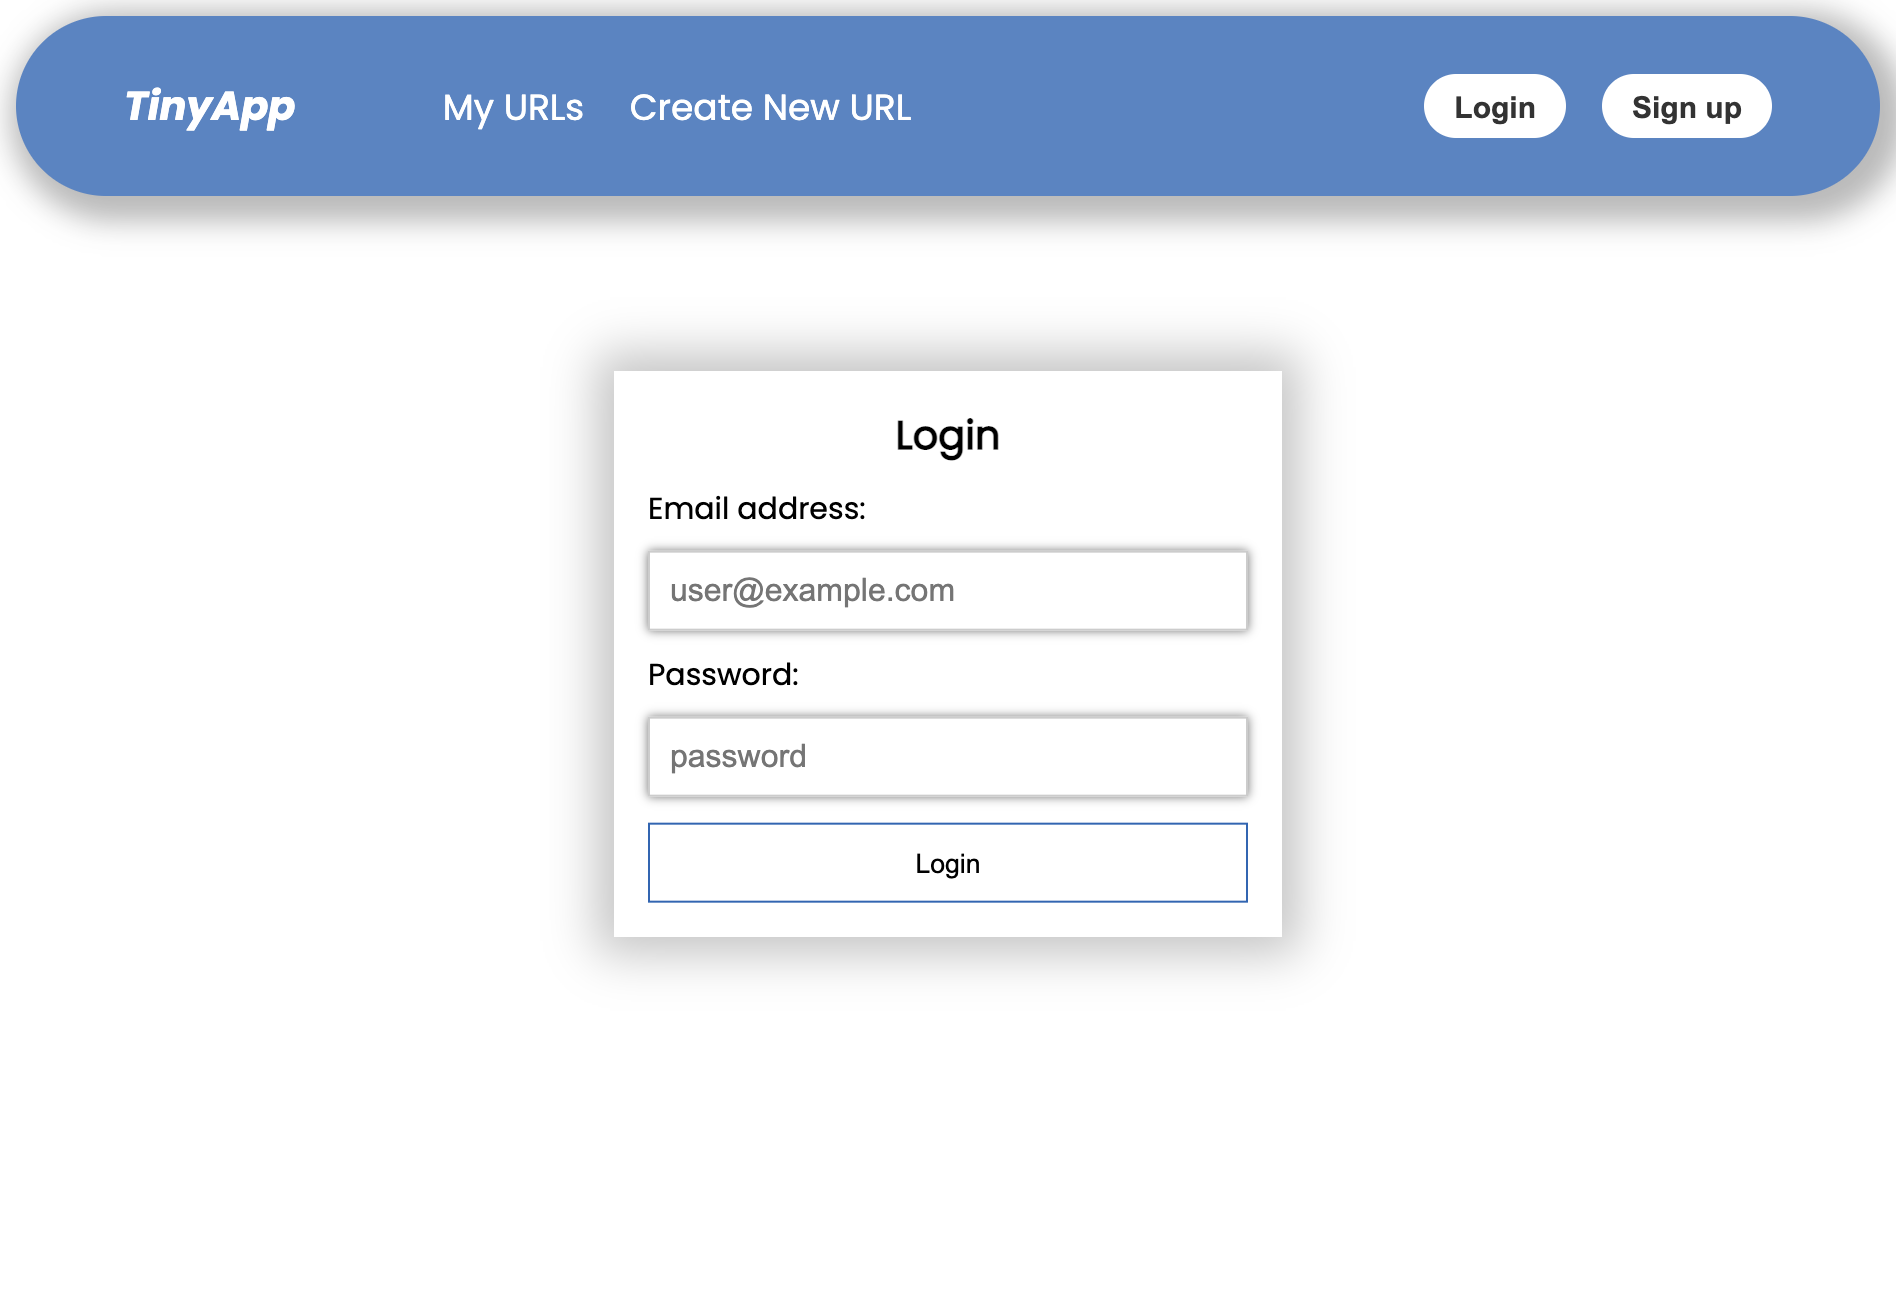 TinyApp My URLs Create New URL Login Sign up
Login
Email address:
user@example.com
Password:
password
Login